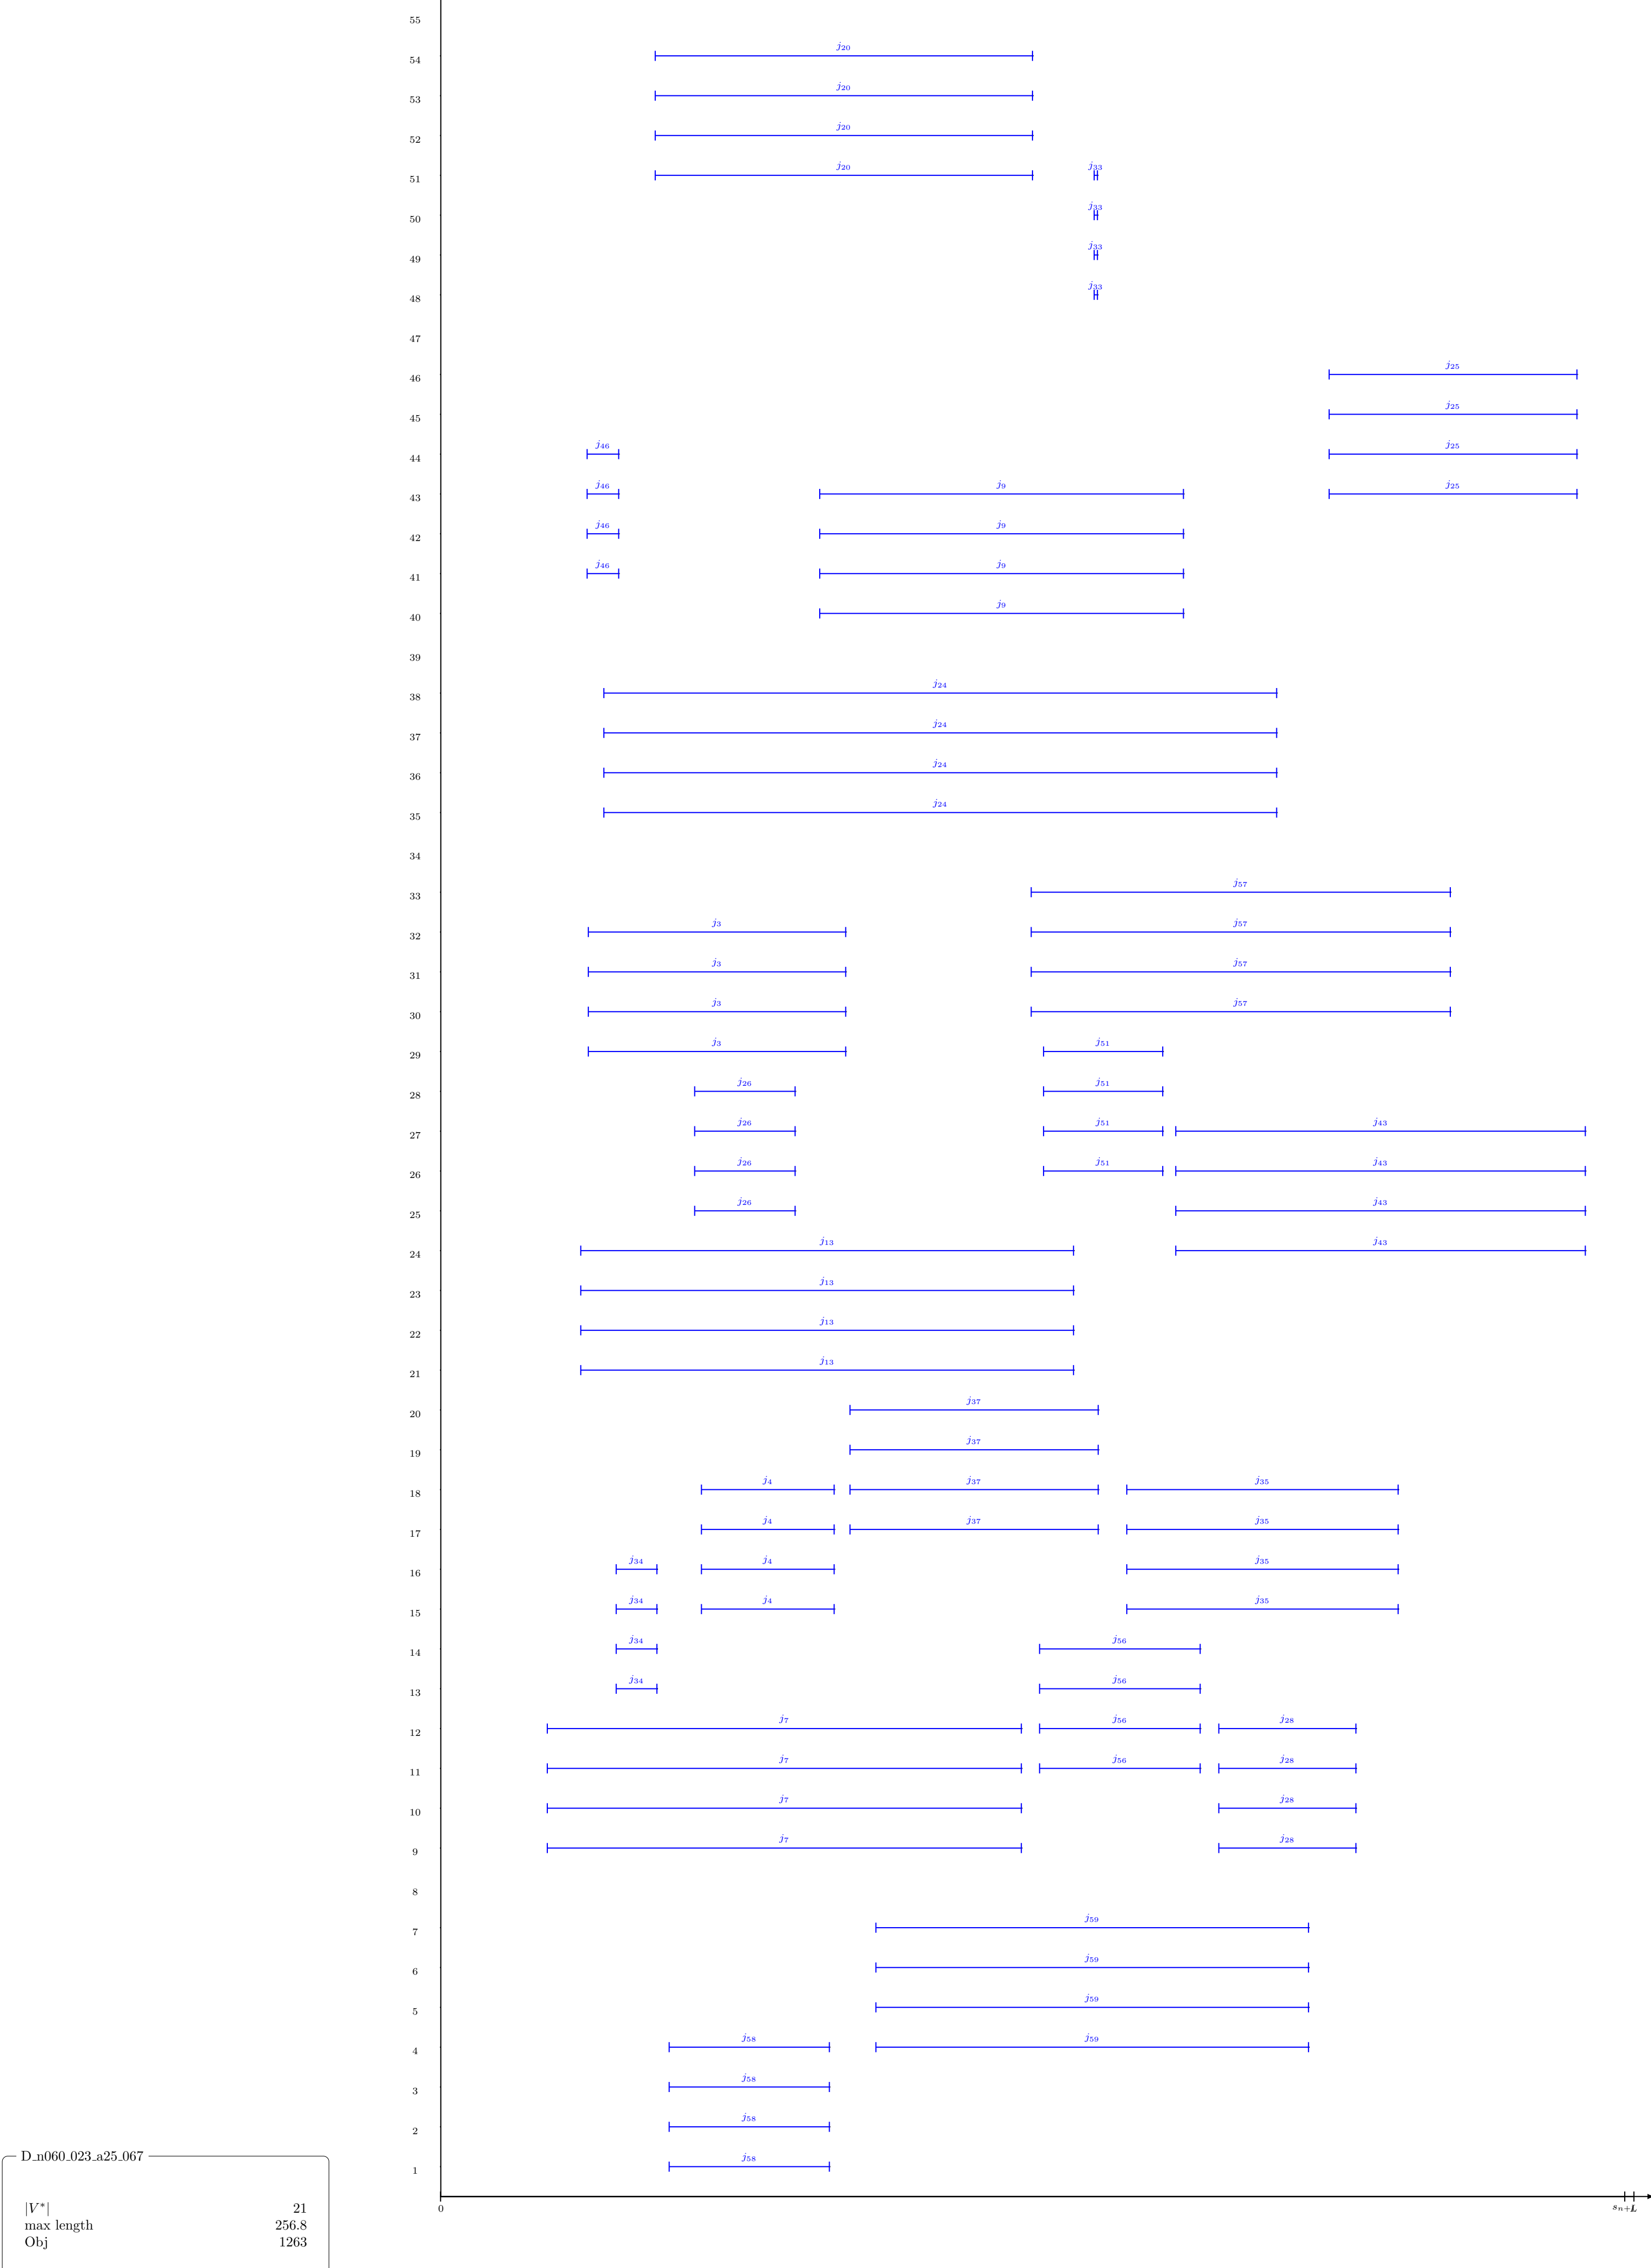 55
j20
54
j20
53
j20
52
j20 j33
51
j33
50
j33
49
j33
48
47
j25
46
j25
45
j46 j25
44
j46 j9 j25
43
j46 j9
42
j46 j9
41
j9
40
39
j24
38
j24
37
j24
36
j24
35
34
j57
33
j3 j57
32
j3 j57
31
j3 j57
30
j3 j51
29
j26 j51
28
j26 j51 j43
27
j26 j51 j43
26
j26 j43
25
j13 j43
24
j13
23
j13
22
j13
21
j37
20
j37
19
j4 j37 j35
18
j4 j37 j35
17
j34 j4 j35
16
j34 j4 j35
15
j34 j56
14
j34 j56
13
j7 j56 j28
12
j7 j56 j28
11
j7 j28
10
j7 j28
9
8
j59
7
j59
6
j59
5
j58 j59
4
j58
3
j58
2
j58
1
0
D_n060_023_a25_067
|V*| 21
max length 256.8
Obj 1263